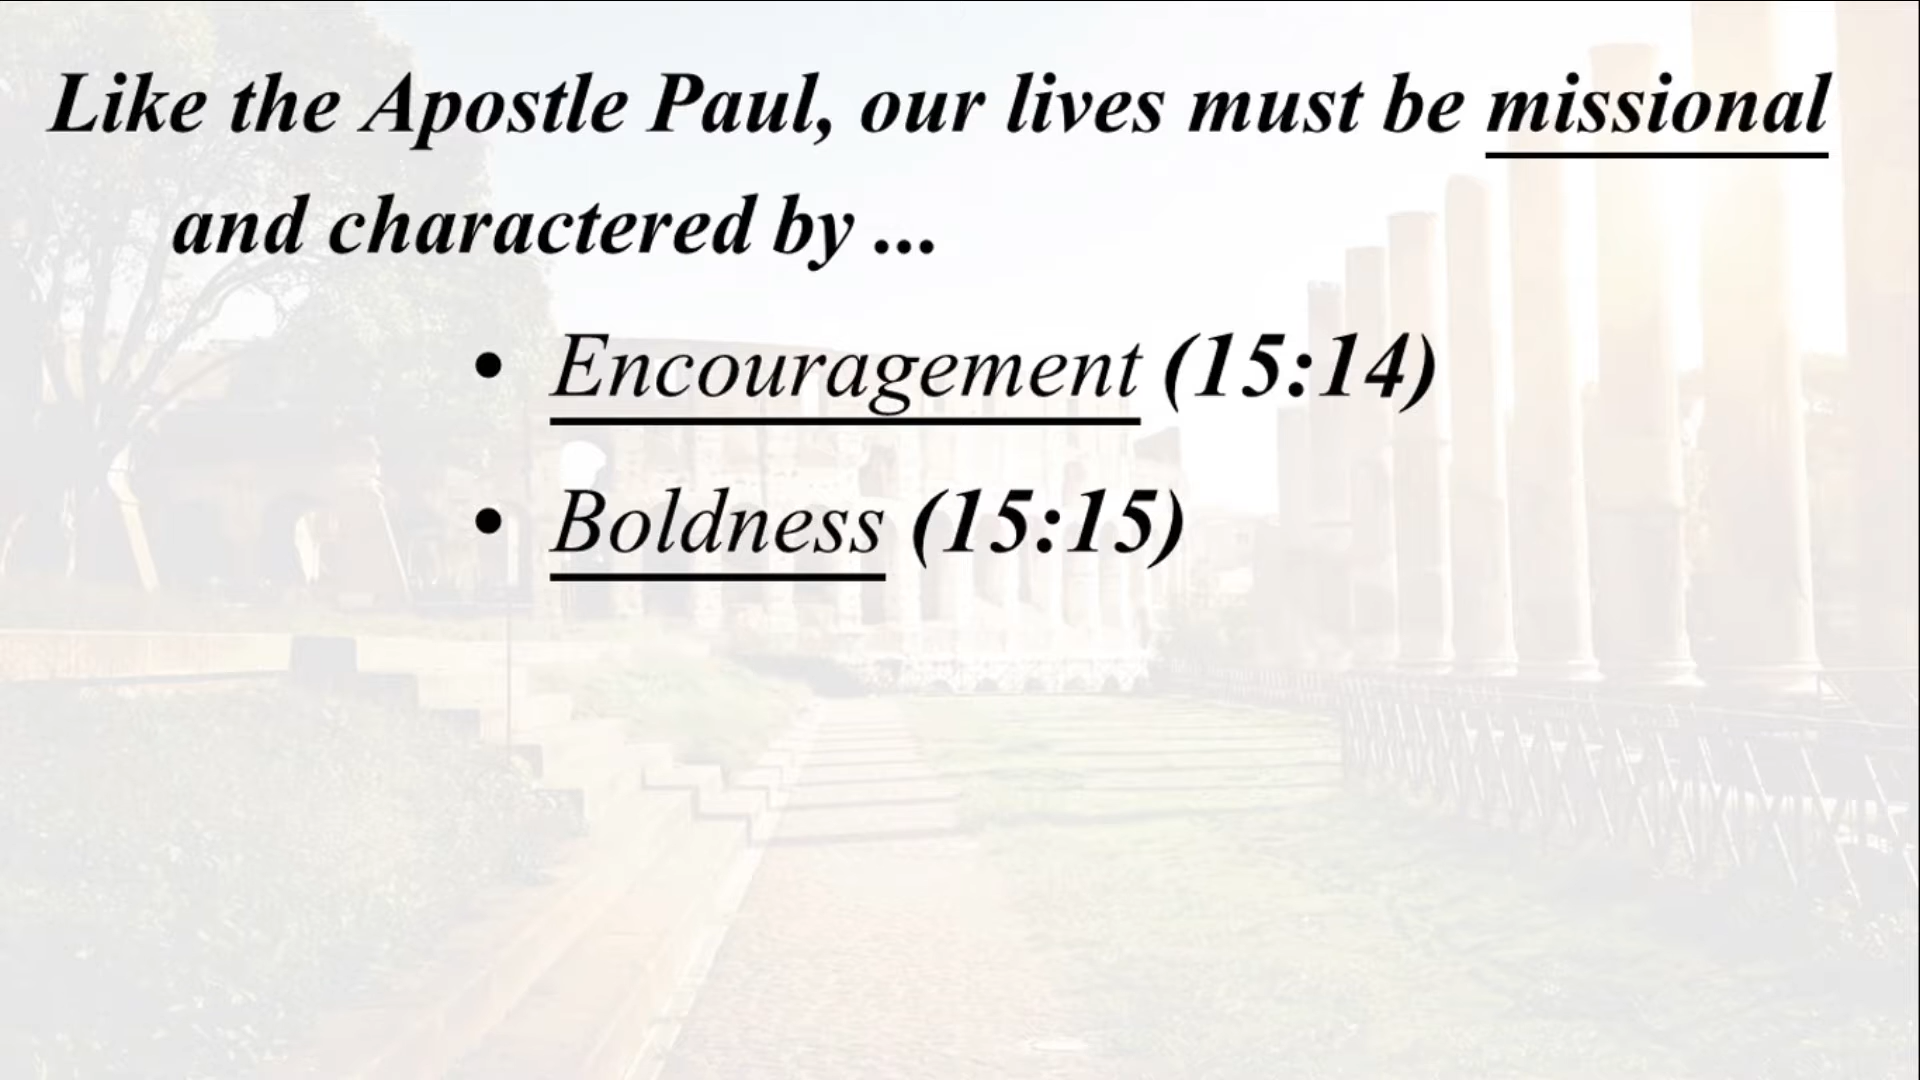 Like the Apostle Paul, our lives must be missional
and charactered by ...
• Encouragement (15:14)
• Boldness (15:15)